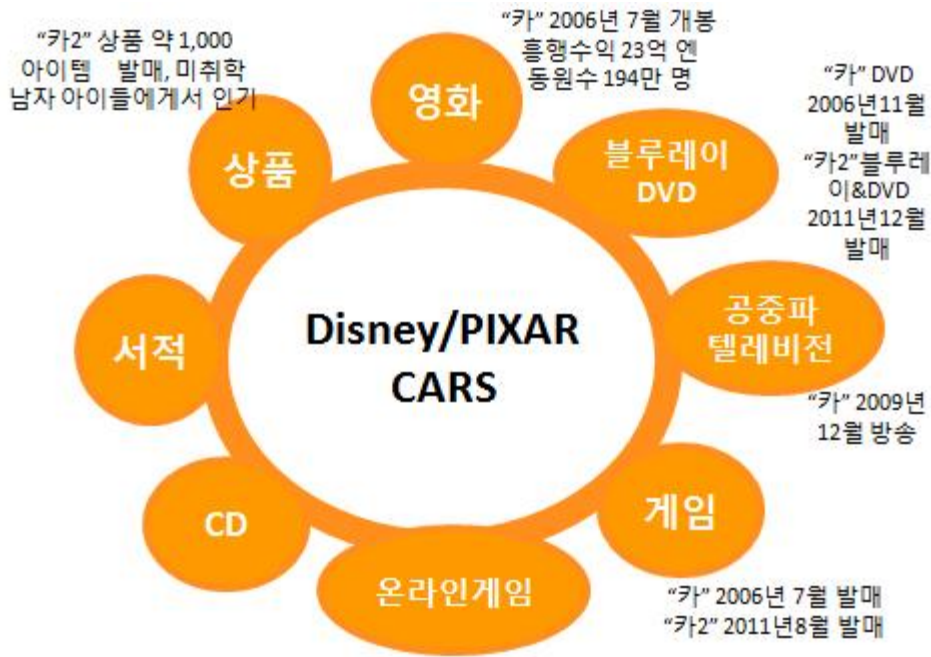 “카2” 상품 약 1,000
아이템 발매, 미취학
남자 아이들에게서 인기
“카” 2006년 7월 개봉
흥행수익 23억 엔
동원수 194만 명
영화
“카” DVD
2006년11월
발매
“카2”블루레
이&DVD
2011년12월
발매
블루레이
DVD
상품
Disney/PIXAR
CARS
공중파
텔레비전
서적
“카” 2009년
12월 방송
게임
CD
온라인게임
“카” 2006년 7월 발매
“카2” 2011년8월 발매